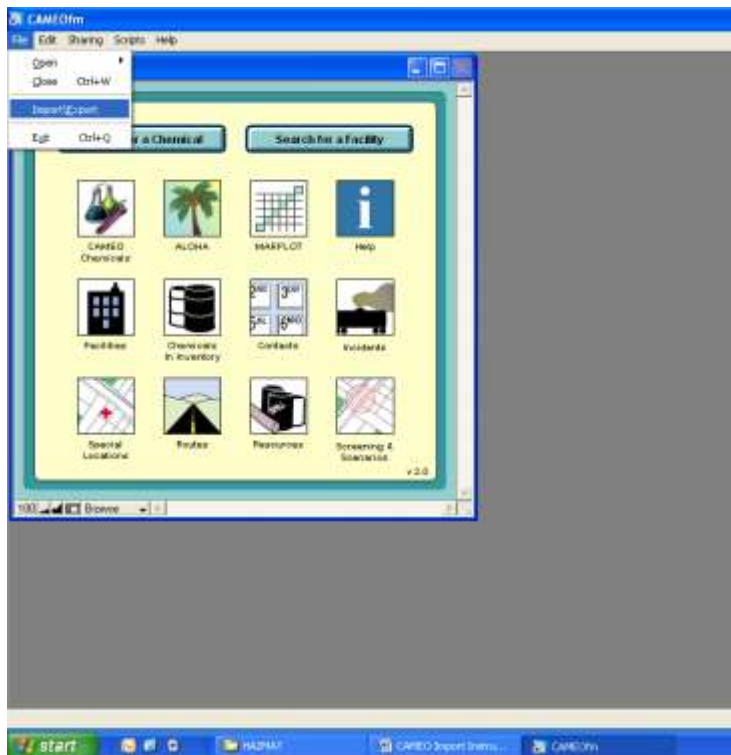 CAMEOfm
File Edit Sharing Scripts Help
Open
Close Ctrl+W
Import\Export
Exit Ctrl+Q
r a Chemical
Search for a Facility
CAMEO
Chemicals
ALOHA
MARPLOT
Help
Facilities
Chemicals
in Inventory
Contacts
Incidents
Special
Locations
Routes
Resources
Screening &
Scenarios
v 2.0
100 Browse
start
HAZMAT
CAMEO Import Instru...
CAMEOfm